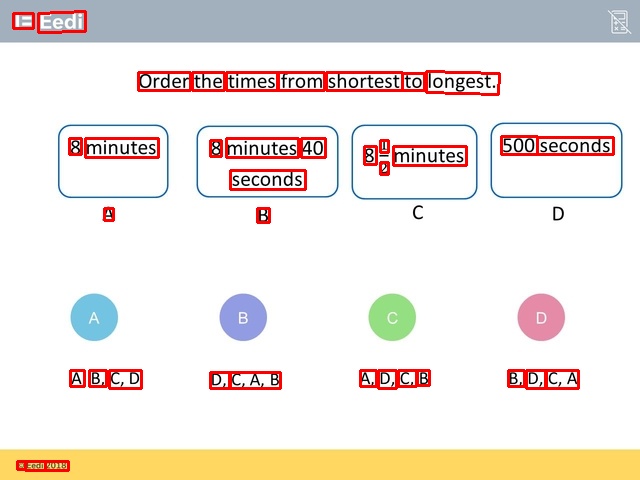 Eedi
Order the times from shortest to longest.
8 minutes
8 minutes 40
seconds
8 1/2 minutes
500 seconds
A
B
C
D
A
B
C
D
A, B, C, D
D, C, A, B
A, D, C, B
B, D, C, A
© Eedi 2018